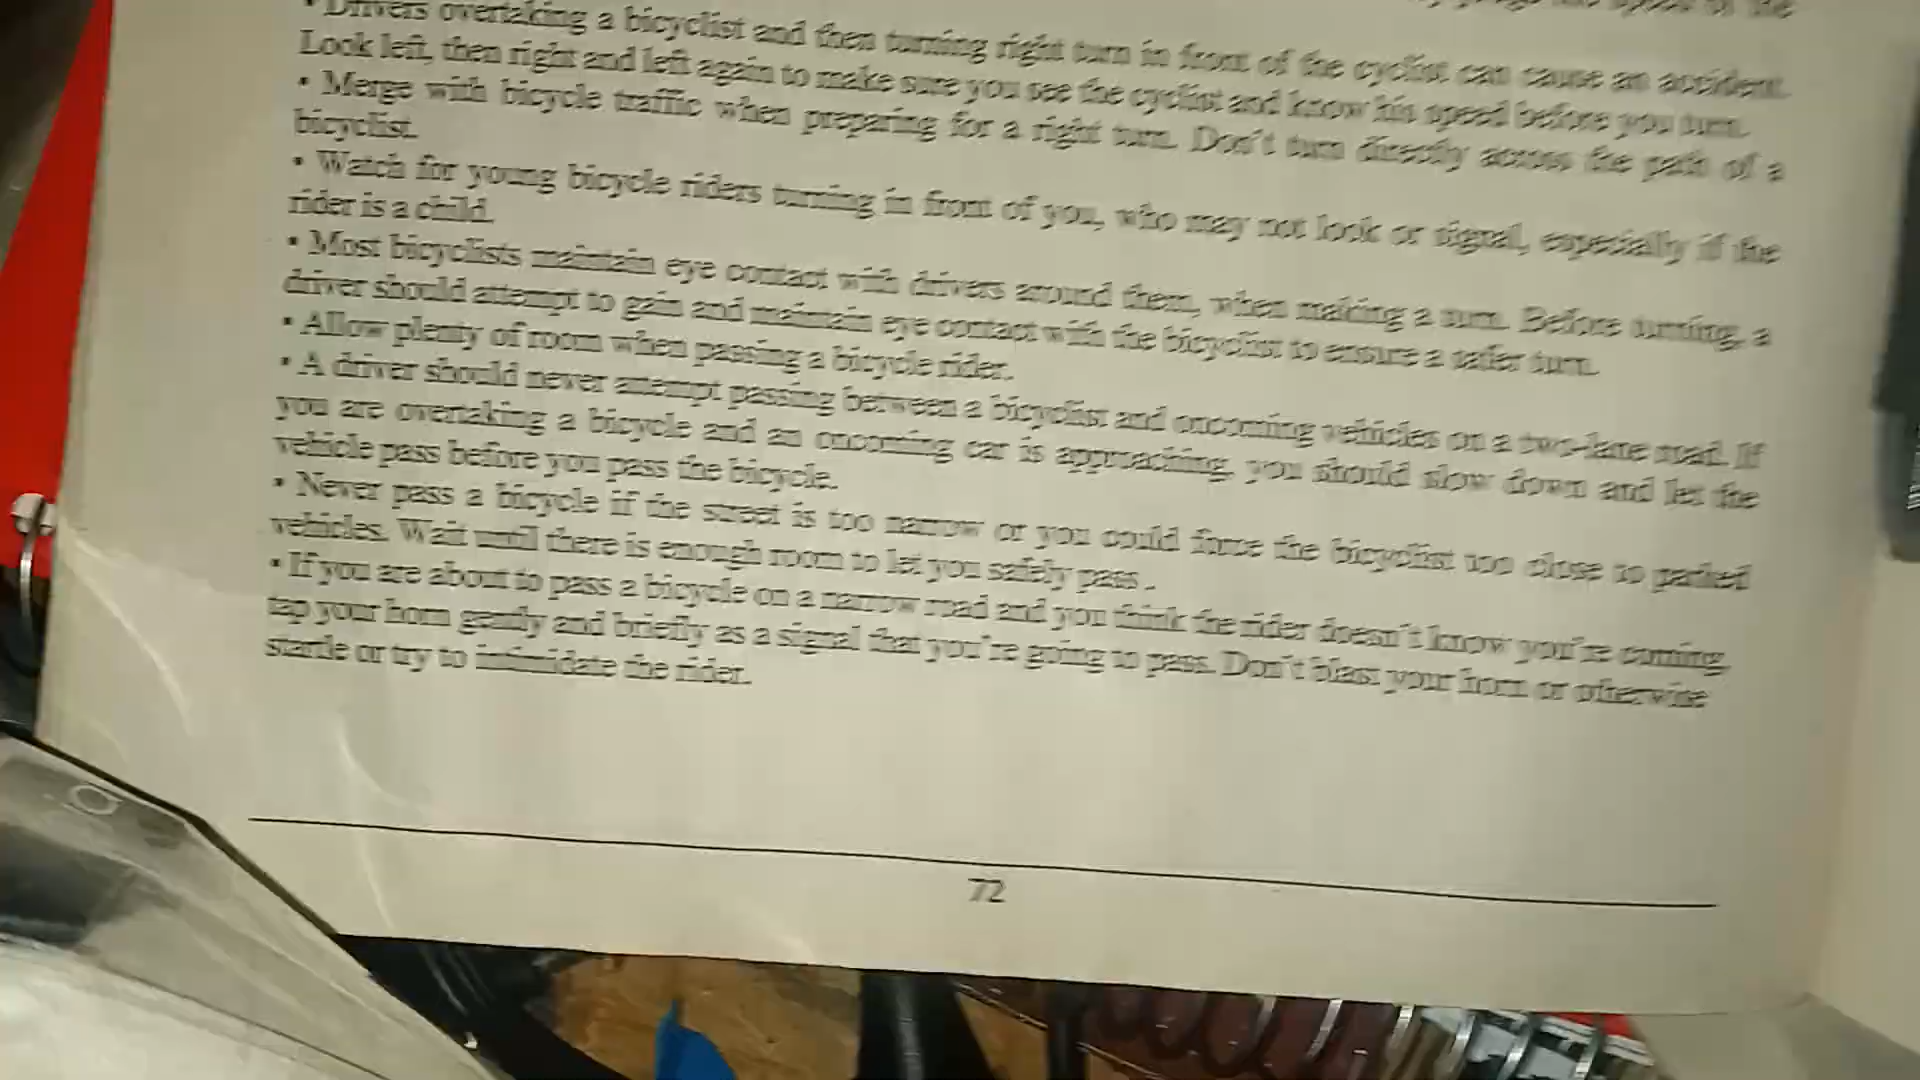 speed of the
• Drivers overtaking a bicyclist and then turning right turn in front of the cyclist can cause an accident.
Look left, then right and left again to make sure you see the cyclist and know his speed before you turn.
• Merge with bicycle traffic when preparing for a right turn. Don't turn directly across the path of a
bicyclist.
• Watch for young bicycle riders turning in front of you, who may not look or signal, especially if the
rider is a child.
• Most bicyclists maintain eye contact with drivers around them, when making a turn. Before turning, a
driver should attempt to gain and maintain eye contact with the bicyclist to ensure a safer turn.
• Allow plenty of room when passing a bicycle rider.
• A driver should never attempt passing between a bicyclist and oncoming vehicles on a two-lane road. If
you are overtaking a bicycle and an oncoming car is approaching, you should slow down and let the
vehicle pass before you pass the bicycle.
• Never pass a bicycle if the street is too narrow or you could force the bicyclist too close to parked
vehicles. Wait until there is enough room to let you safely pass .
• If you are about to pass a bicycle on a narrow road and you think the rider doesn't know you're coming,
tap your horn gently and briefly as a signal that you're going to pass. Don't blast your horn or otherwise
startle or try to intimidate the rider.
72